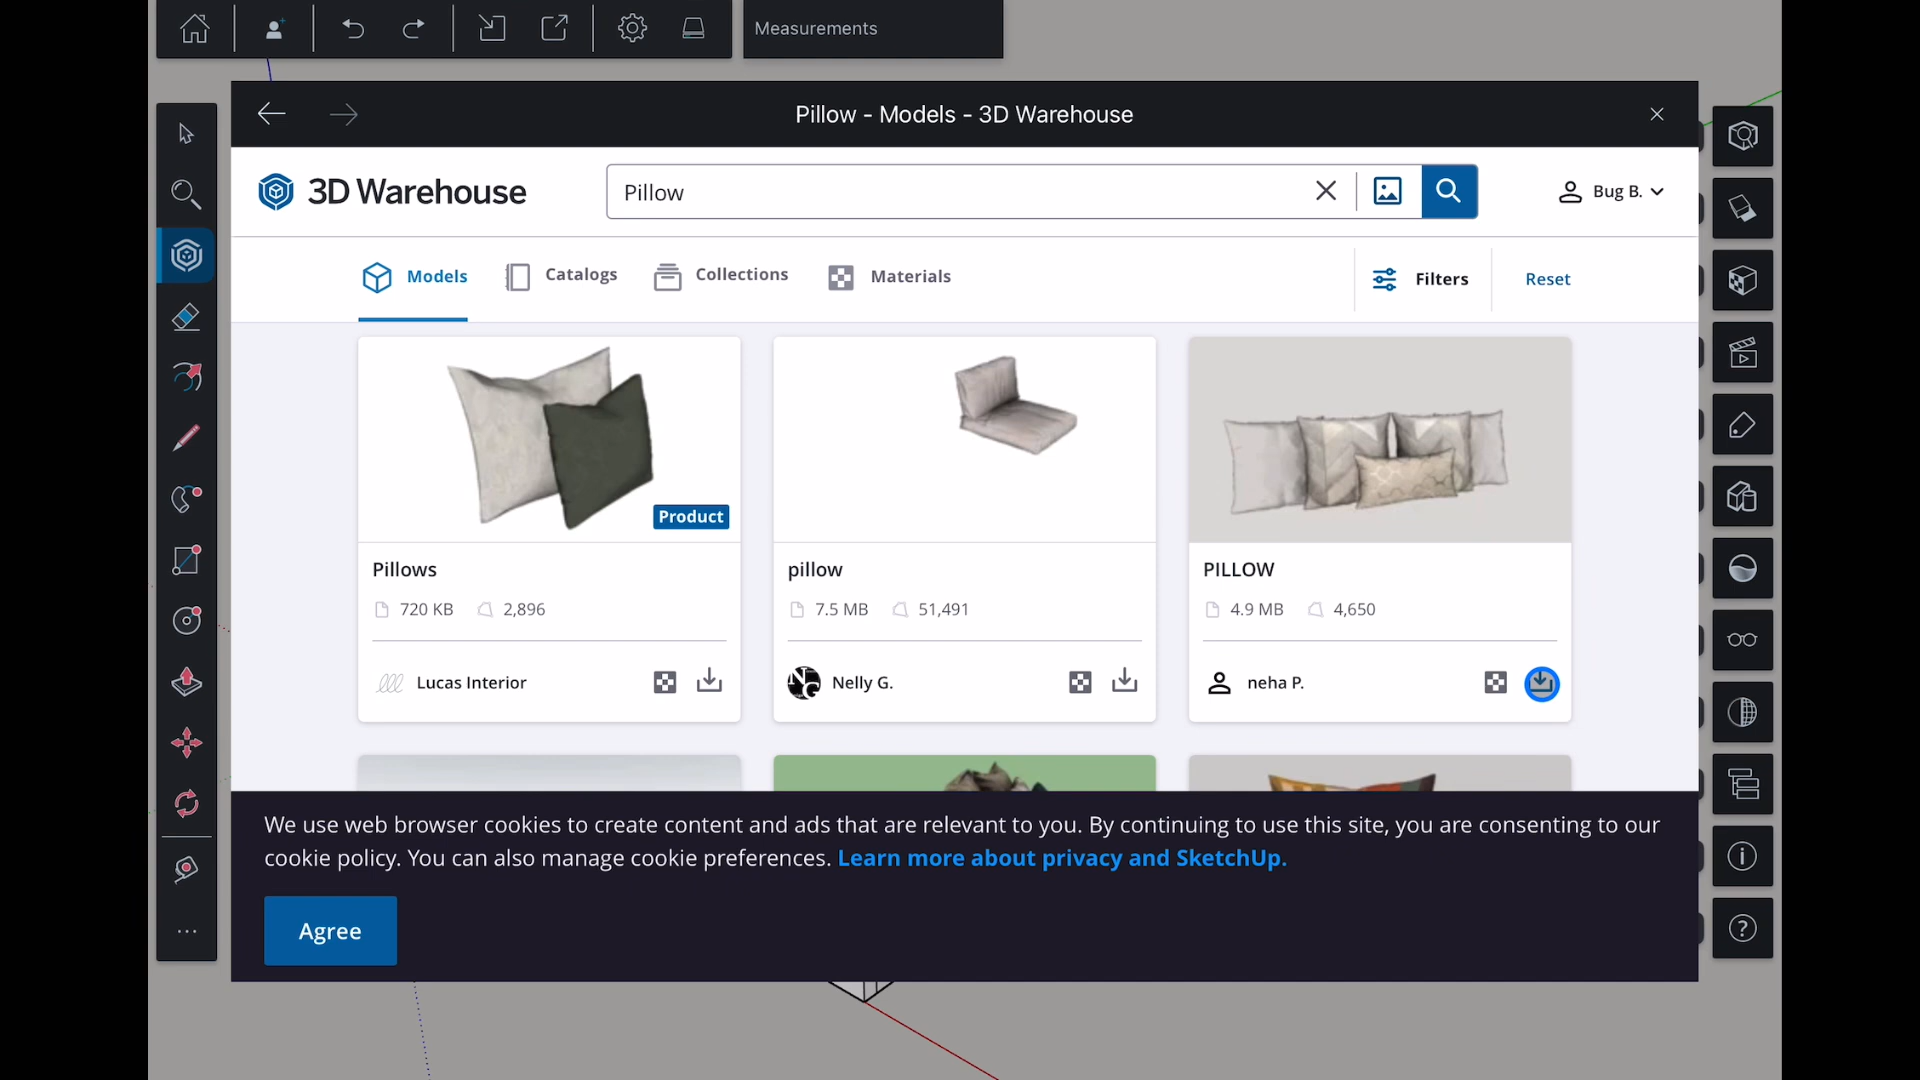 Measurements
Pillow - Models - 3D Warehouse
3D Warehouse
Pillow
Bug B.
Models
Catalogs
Collections
Materials
Filters
Reset
Product
Pillows
720 KB 2,896
Lucas Interior
pillow
7.5 MB 51,491
NG
Nelly G.
PILLOW
4.9 MB 4,650
neha P.
We use web browser cookies to create content and ads that are relevant to you. By continuing to use this site, you are consenting to our
cookie policy. You can also manage cookie preferences. Learn more about privacy and SketchUp.
Agree